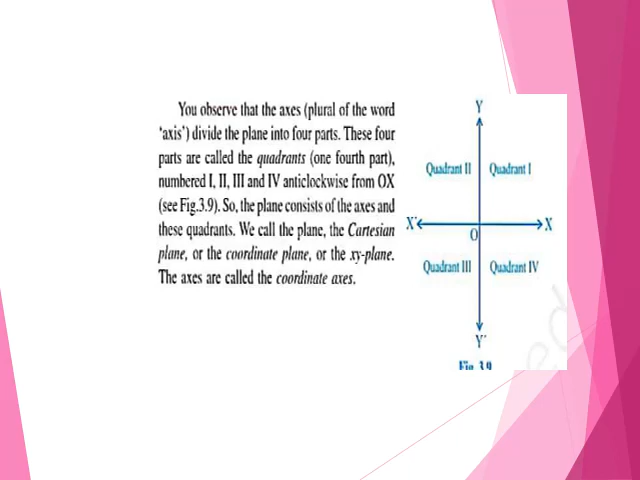 You observe that the axes (plural of the word
‘axis’) divide the plane into four parts. These four
parts are called the quadrants (one fourth part),
numbered I, II, III and IV anticlockwise from OX
(see Fig.3.9). So, the plane consists of the axes and
these quadrants. We call the plane, the Cartesian
plane, or the coordinate plane, or the xy-plane.
The axes are called the coordinate axes.
Y
Quadrant II Quadrant I
X' X
O
Quadrant III Quadrant IV
Y'
Fig. 3.9